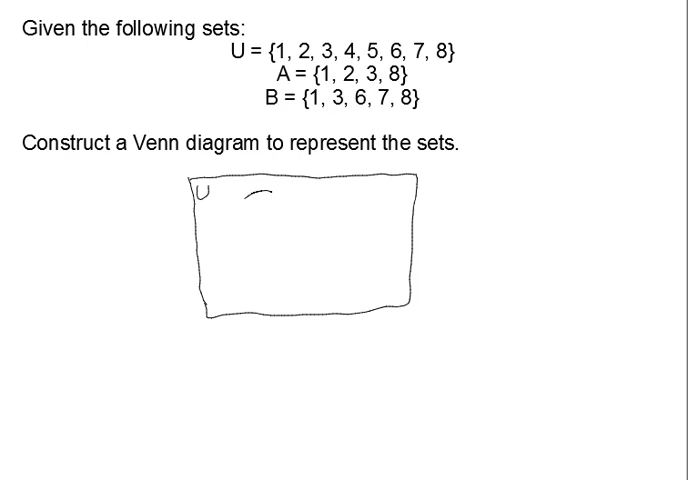 Given the following sets:
U = {1, 2, 3, 4, 5, 6, 7, 8}
A = {1, 2, 3, 8}
B = {1, 3, 6, 7, 8}
Construct a Venn diagram to represent the sets.
U